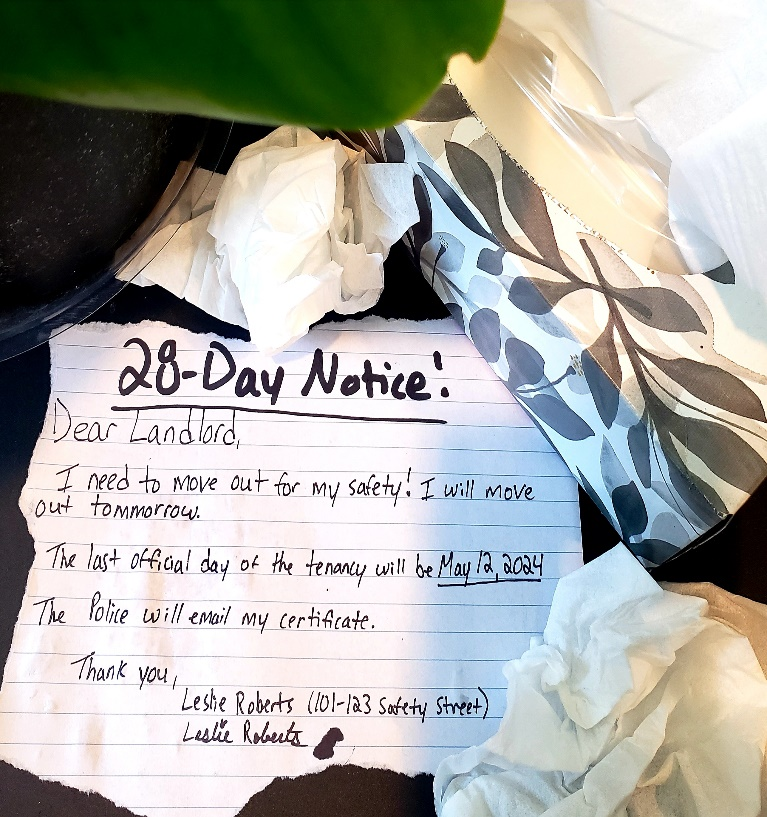 28-Day Notice!
Dear Landlord,
I need to move out for my safety! I will move
out tommorrow.
The last official day of the tenancy will be May 12, 2024
The Police will email my certificate.
Thank you,
Leslie Roberts (101-123 Safety Street)
Leslie Roberts